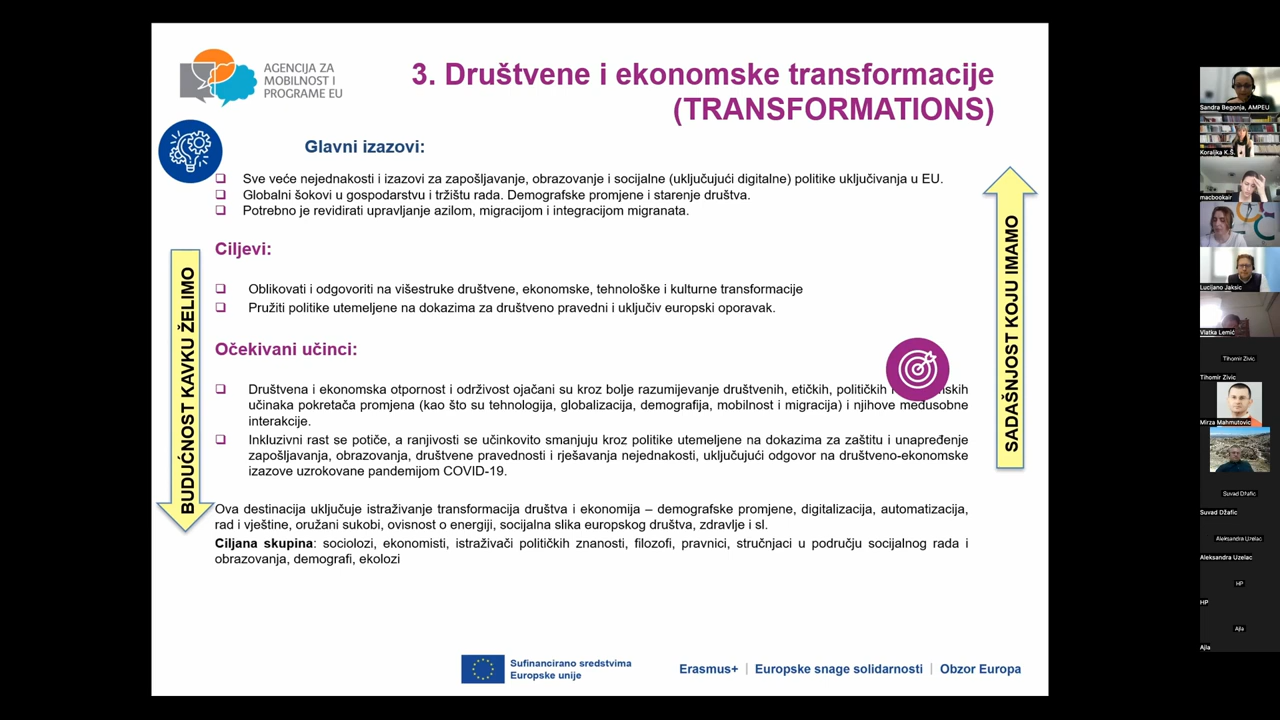 AGENCIJA ZA
MOBILNOST I
PROGRAME EU
3. Društvene i ekonomske transformacije
(TRANSFORMATIONS)
Glavni izazovi:
Sve veće nejednakosti i izazovi za zapošljavanje, obrazovanje i socijalne (uključujući digitalne) politike uključivanja u EU.
Globalni šokovi u gospodarstvu i tržištu rada. Demografske promjene i starenje društva.
Potrebno je revidirati upravljanje azilom, migracijom i integracijom migranata.
Ciljevi:
Oblikovati i odgovoriti na višestruke društvene, ekonomske, tehnološke i kulturne transformacije
Pružiti politike utemeljene na dokazima za društveno pravedni i uključiv europski oporavak.
Očekivani učinci:
Društvena i ekonomska otpornost i održivost ojačani su kroz bolje razumijevanje društvenih, etičkih, političkih
učinaka pokretača promjena (kao što su tehnologija, globalizacija, demografija, mobilnost i migracija) i njihove međusobne
interakcije.
Inkluzivni rast se potiče, a ranjivosti se učinkovito smanjuju kroz politike utemeljene na dokazima za zaštitu i unapređenje
zapošljavanja, obrazovanja, društvene pravednosti i rješavanja nejednakosti, uključujući odgovor na društveno-ekonomske
izazove uzrokovane pandemijom COVID-19.
Ova destinacija uključuje istraživanje transformacija društva i ekonomija – demografske promjene, digitalizacija, automatizacija,
rad i vještine, oružani sukobi, ovisnost o energiji, socijalna slika europskog društva, zdravlje i sl.
Ciljana skupina: sociolozi, ekonomisti, istraživači političkih znanosti, filozofi, pravnici, stručnjaci u području socijalnog rada i
obrazovanja, demografi, ekolozi
BUDUĆNOST KAVKU ŽELIMO
SADAŠNJOST KOJU IMAMO
Sufinancirano sredstvima
Europske unije
Erasmus+ | Europske snage solidarnosti | Obzor Europa
Sandra Begonja, AMPEU
Koraljka K.Š.
macbookair
Lucijano Jaksic
Vlatka Lemić
Tihomir Zivic
Tihomir Zivic
Mirza Mahmutovic
Suvad Džafic
Suvad Džafic
Aleksandra Uzelac
Aleksandra Uzelac
HP
HP
Ajla
Ajla